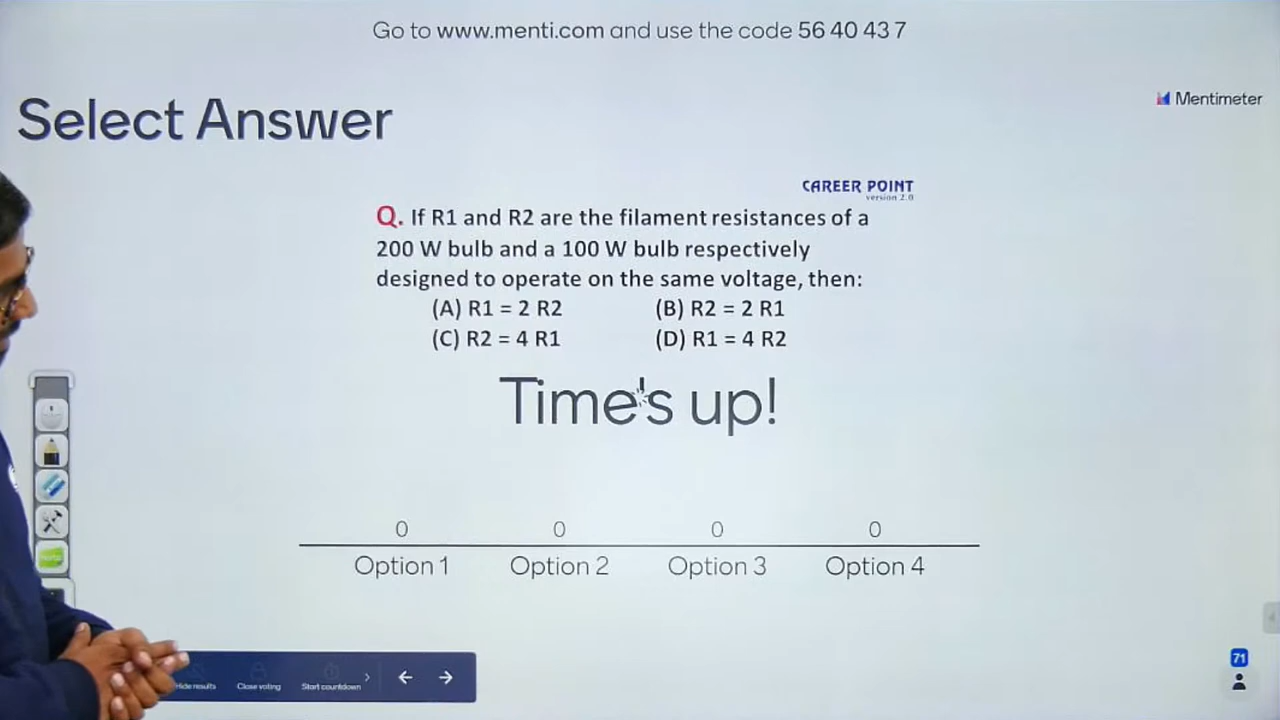 Go to www.menti.com and use the code 56 40 43 7
Select Answer
Mentimeter
CAREER POINT
version 2.0
Q. If R1 and R2 are the filament resistances of a
200 W bulb and a 100 W bulb respectively
designed to operate on the same voltage, then:
(A) R1 = 2 R2 (B) R2 = 2 R1
(C) R2 = 4 R1 (D) R1 = 4 R2
Time's up!
0 0 0 0
Option 1 Option 2 Option 3 Option 4
Hide results Close voting Start countdown
71